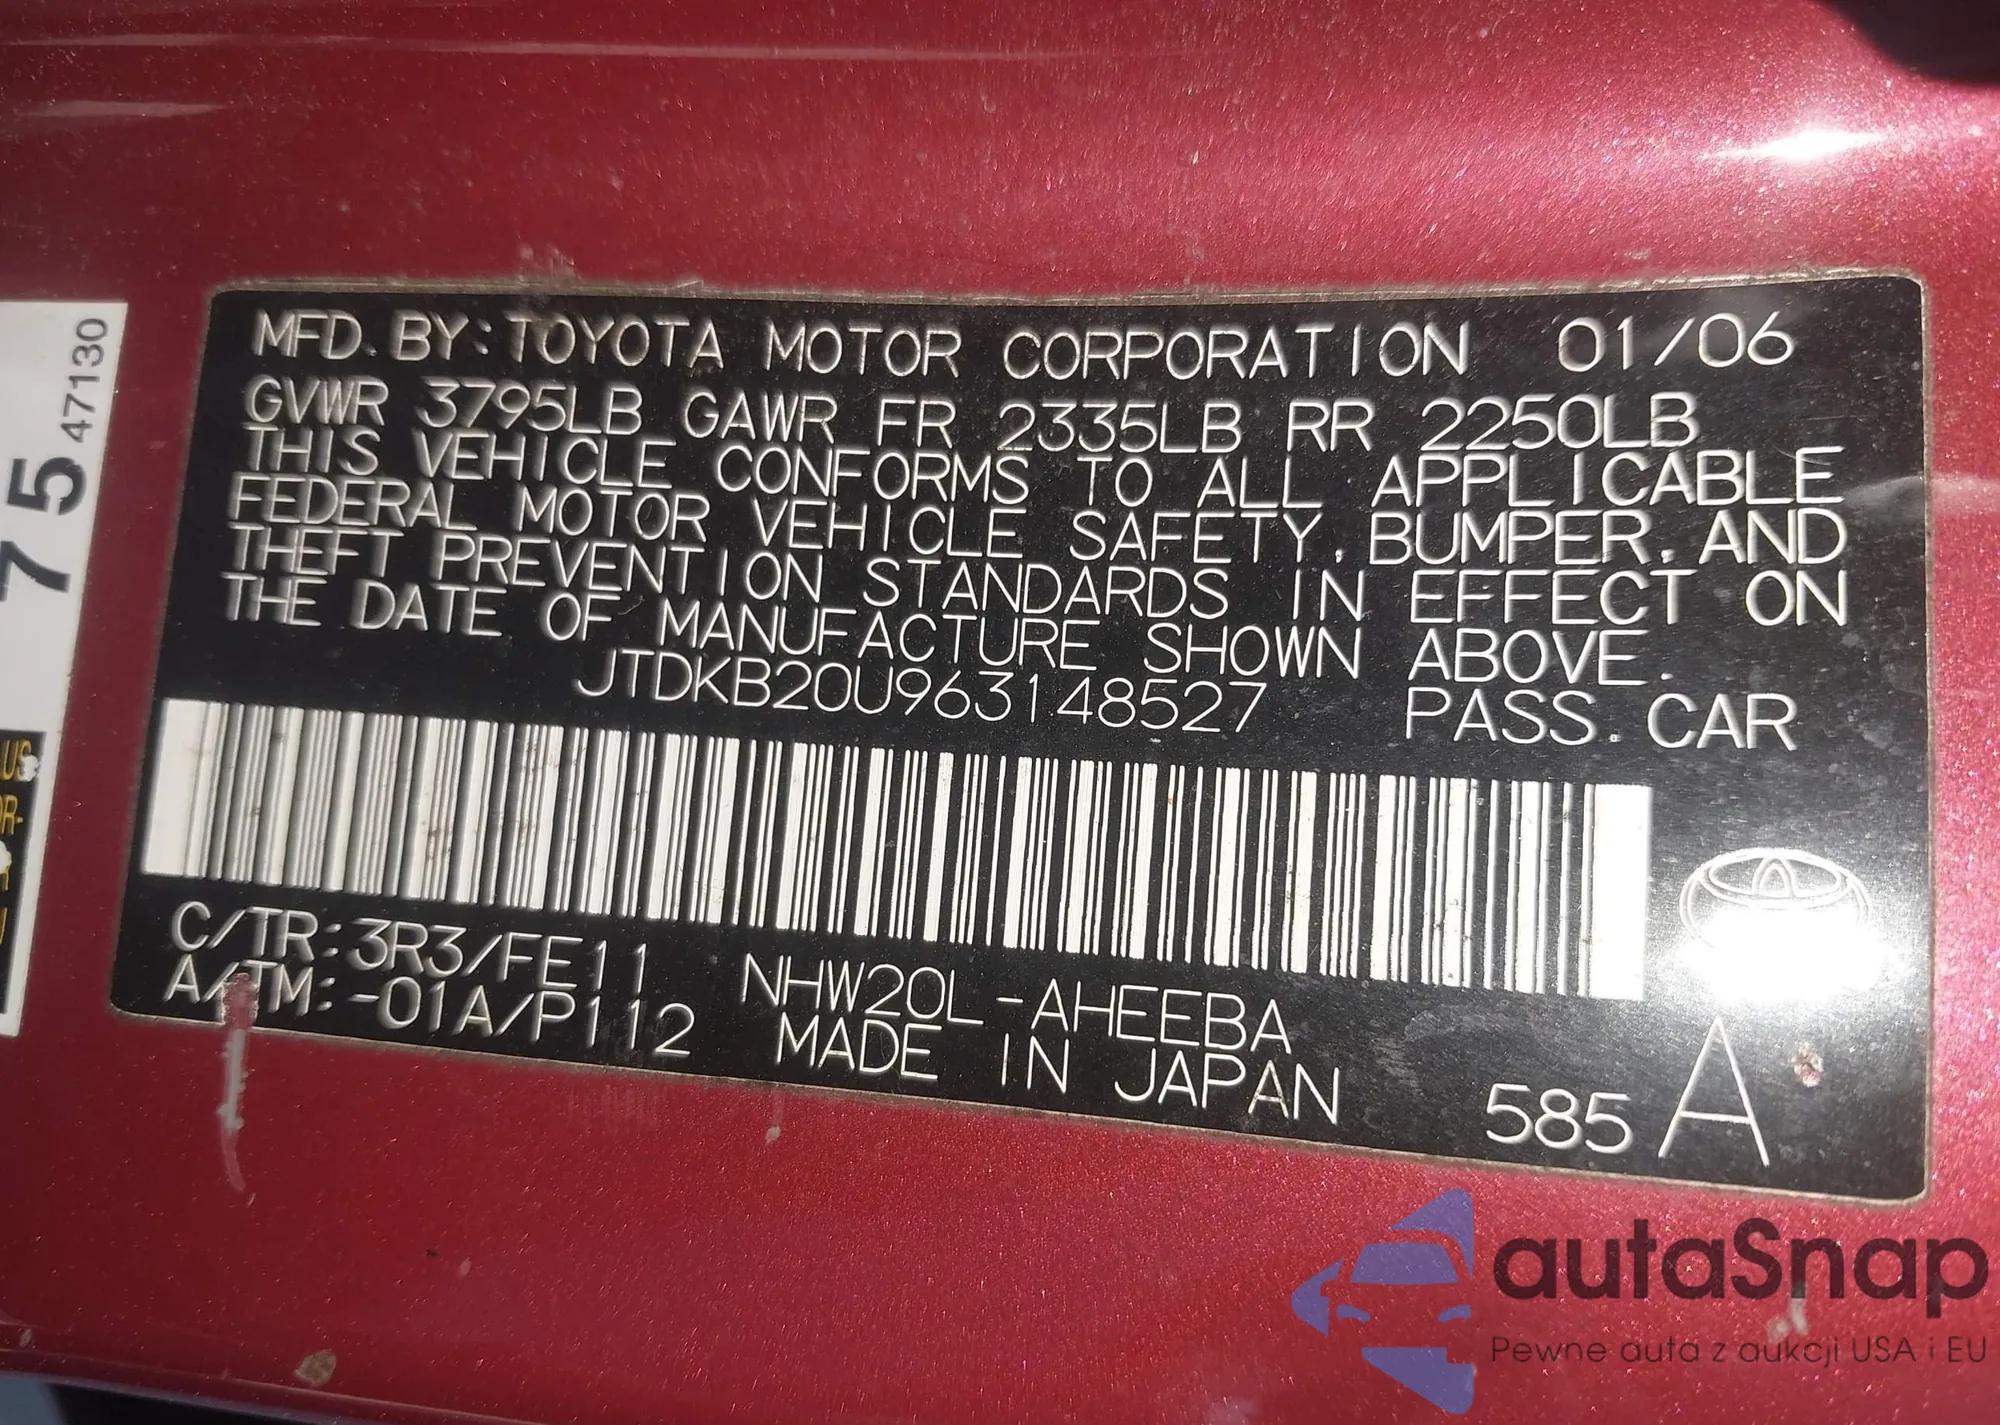 MFD. BY: TOYOTA MOTOR CORPORATION 01/06
GVWR 3795LB GAWR FR 2335LB RR 2250LB
THIS VEHICLE CONFORMS TO ALL APPLICABLE
FEDERAL MOTOR VEHICLE SAFETY, BUMPER, AND
THEFT PREVENTION STANDARDS IN EFFECT ON
THE DATE OF MANUFACTURE SHOWN ABOVE.
JTDKB20U963148527 PASS. CAR
C/TR: 3R3/FE11
A/TM: -01A/P112
NHW20L-AHEEBA
MADE IN JAPAN
585 A
75
47130
autaSnap
Pewne auta z aukcji USA i EU